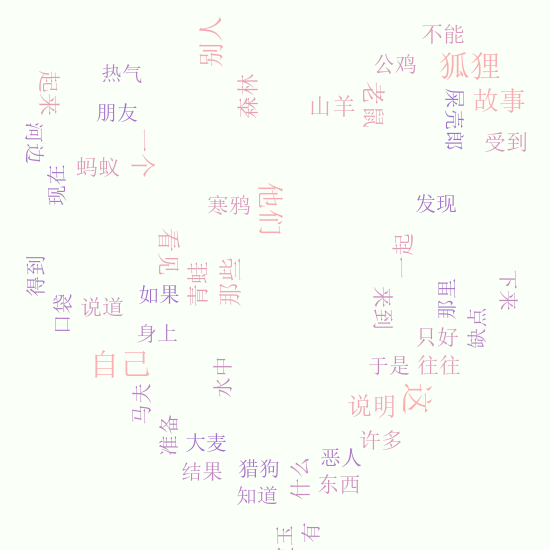 别人
不能
公鸡
狐狸
热气
起来
森林
山羊
老鼠
屎壳郎
故事
朋友
受到
河边
一个
蚂蚁
现在
寒鸦
他们
发现
看见
一起
得到
青蛙
那些
如果
口袋
说道
来到
那里
下来
身上
只好
缺点
自己
水中
于是
往往
马夫
说明
这
准备
大麦
许多
结果
猎狗
恶人
知道
什么
东西
有